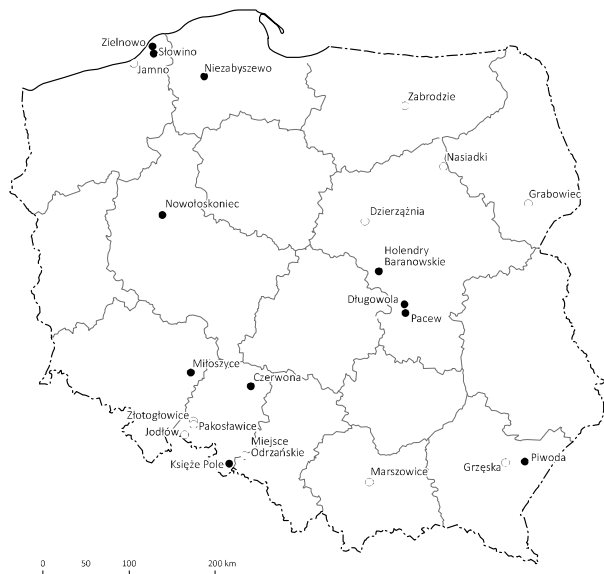 Zielnowo
Słowino
Jamno
Niezabyszewo
Zabrodzie
Nasiadki
Grabowiec
Nowołoskoniec
Dzierzążnia
Holendry
Baranowskie
Długowola
Pacew
Miłoszyce
Czerwona
Złotogłowice
Pakosławice
Jodłów
Miejsce
Odrzańskie
Księże Pole
Marszowice
Grzęska
Piwoda
0 50 100 200 km